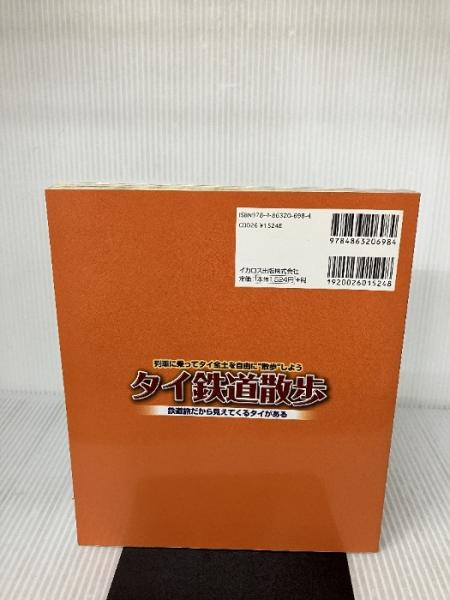 ISBN978-4-86320-698-4
C0026 ¥1524E
9784863206984
イカロス出版株式会社
定価：本体1,524円+税
1920026015248
列車に乗ってタイ全土を自由に"散歩"しよう
タイ鉄道散歩
鉄道旅だから見えてくるタイがある